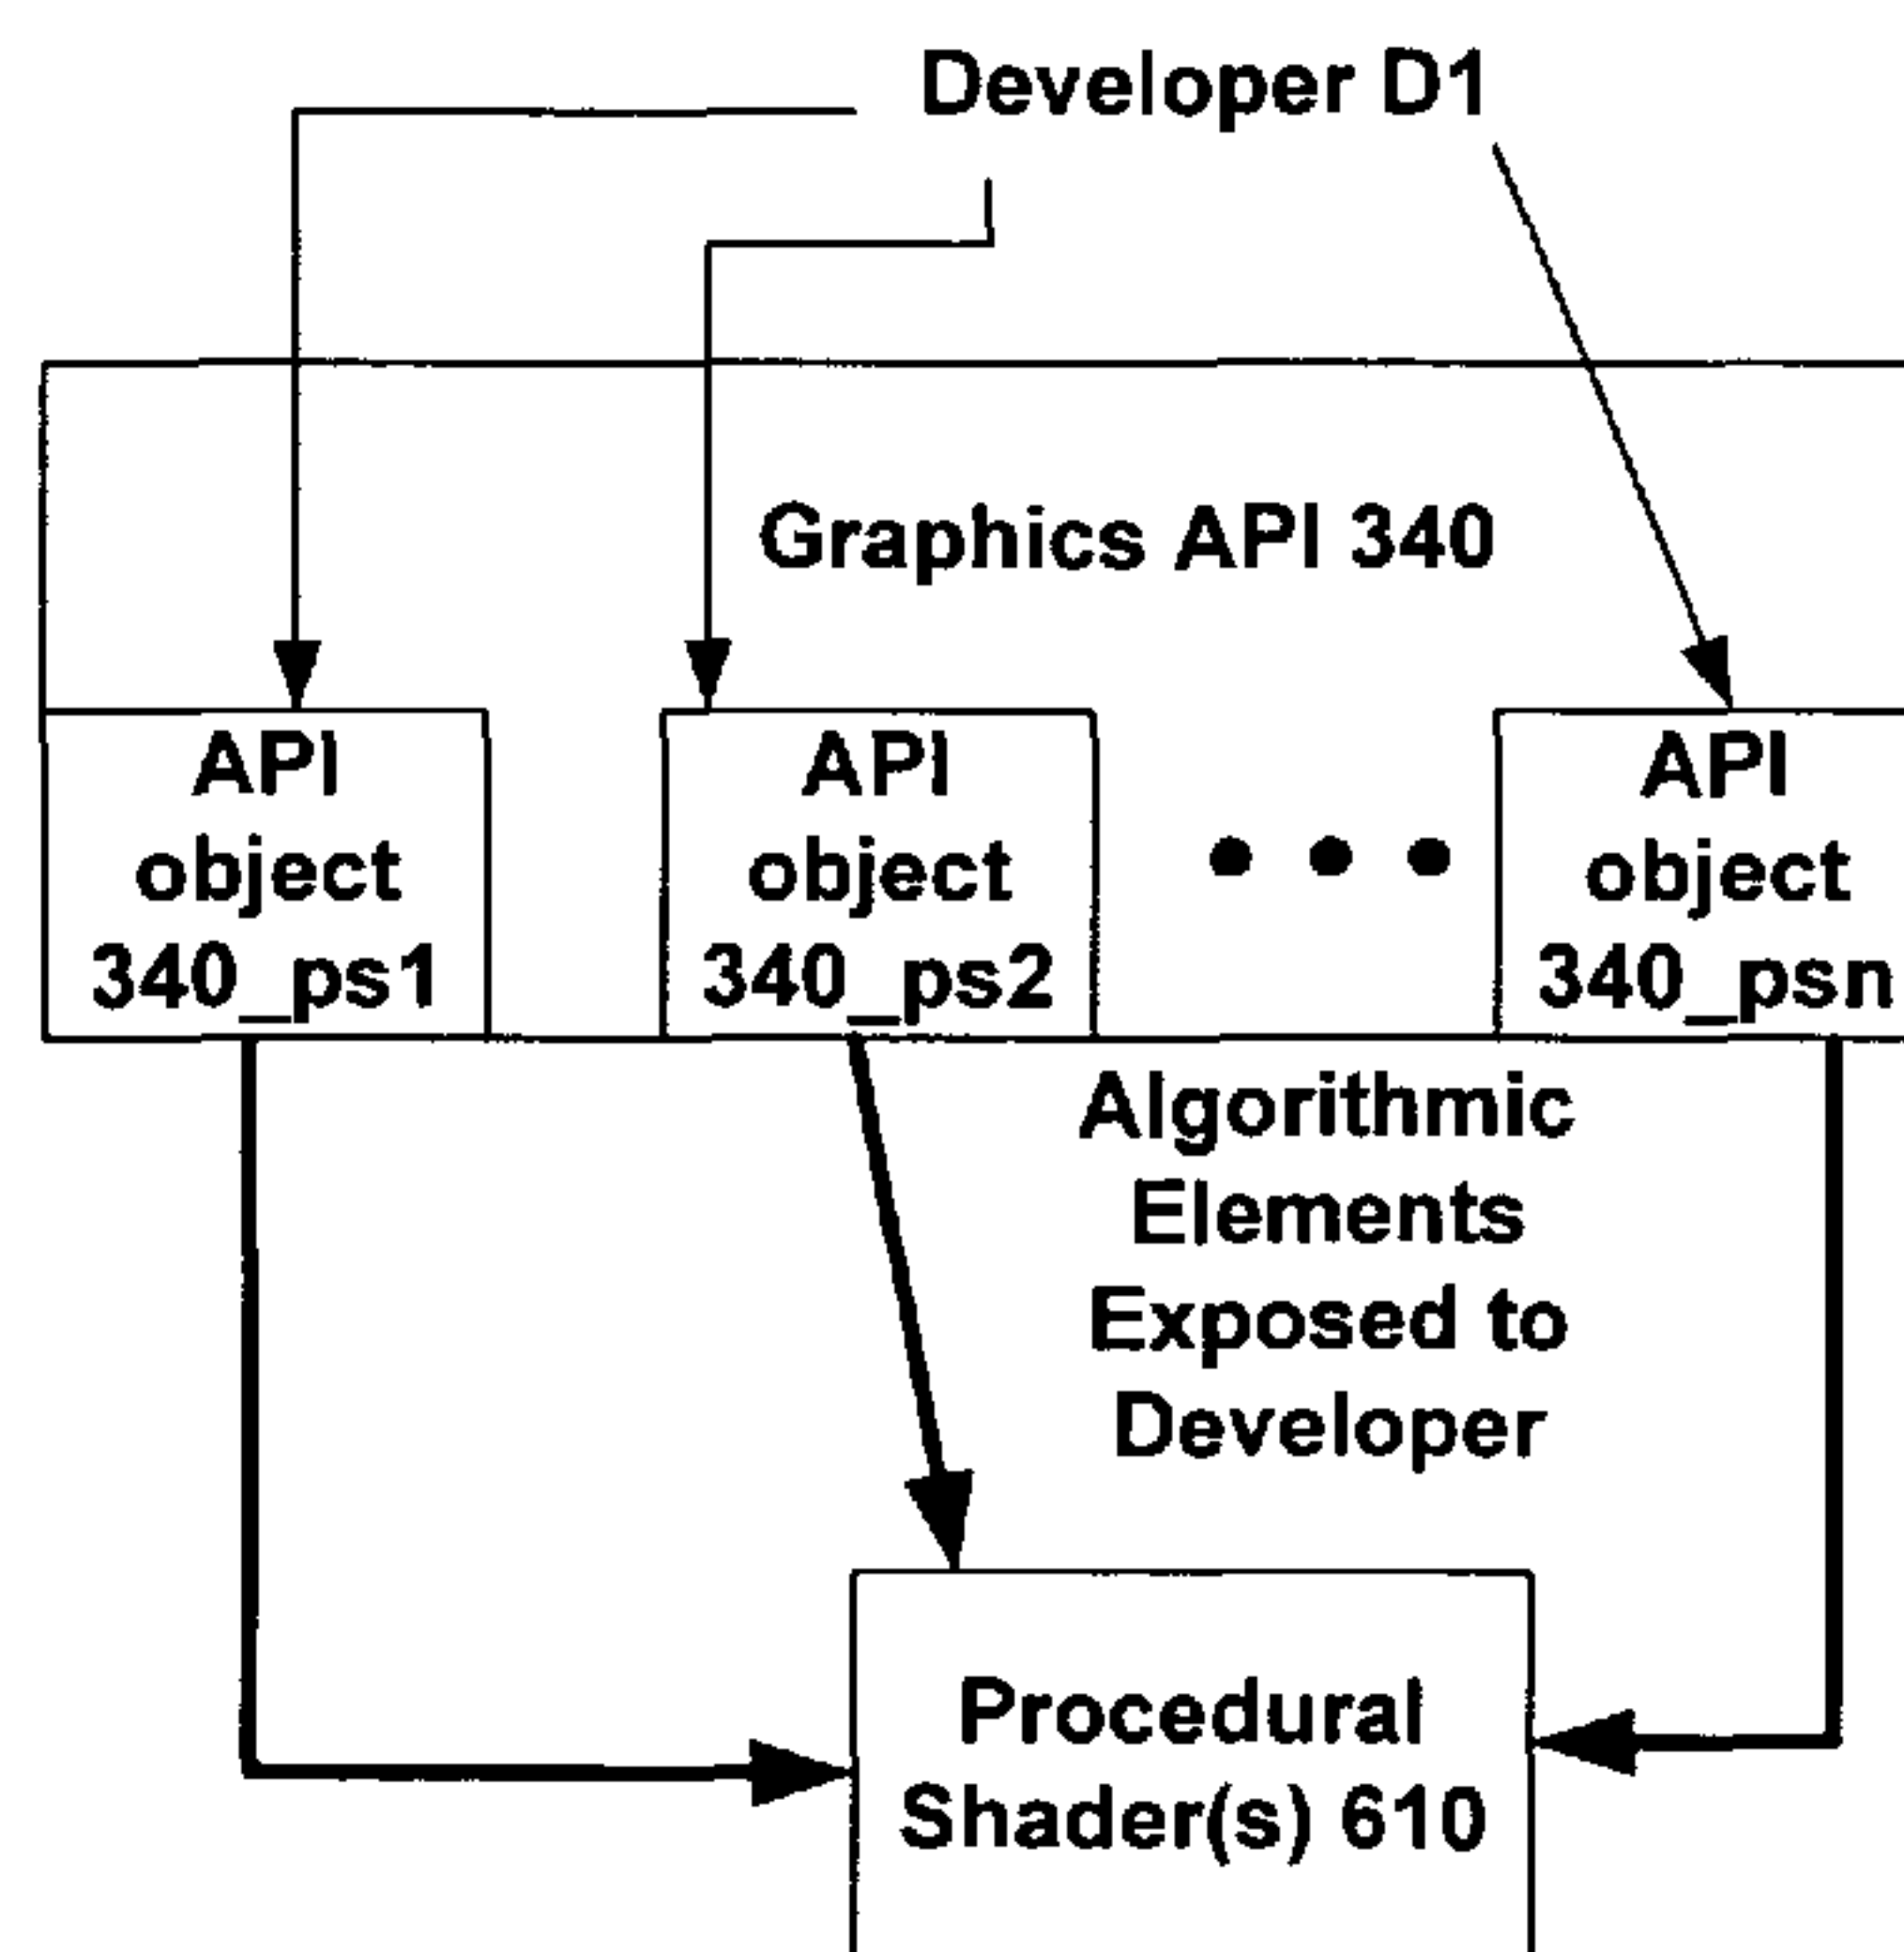 Developer D1
Graphics API 340
API
object
340_ps1
API
object
340_ps2
API
object
340_psn
Algorithmic
Elements
Exposed to
Developer
Procedural
Shader(s) 610